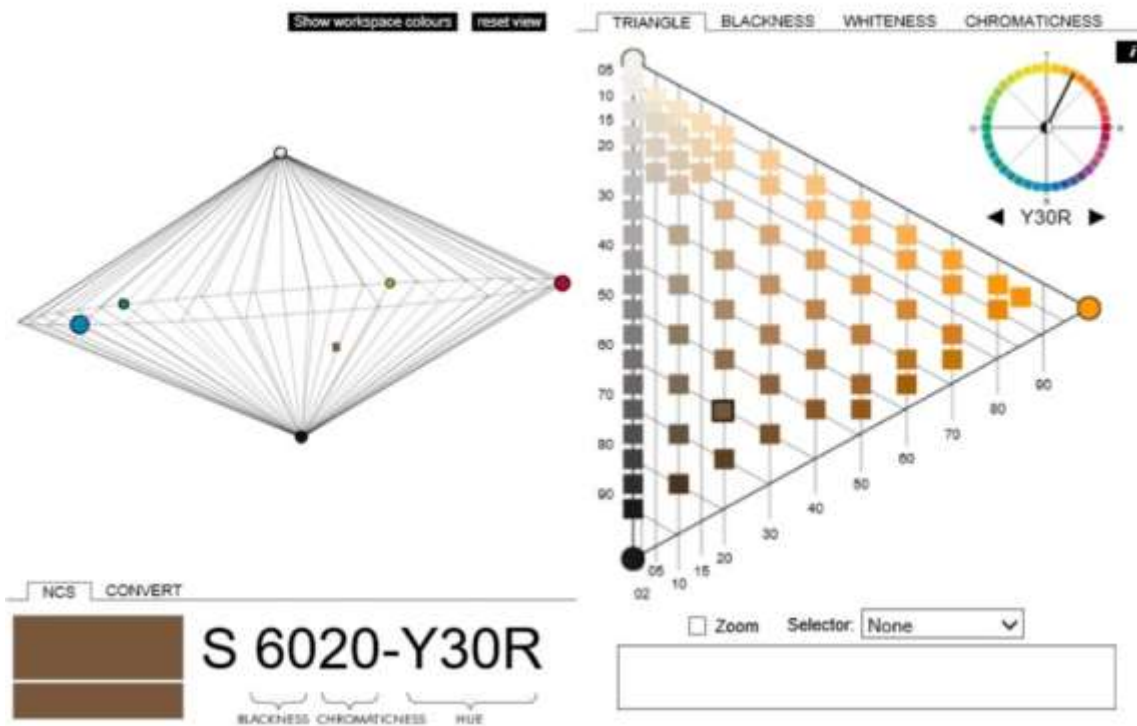 Show workspace colours reset view
TRIANGLE BLACKNESS WHITENESS CHROMATICNESS
i
05
10
15
20
30
40
50
60
70
80
90
Y30R
90
80
70
60
50
40
30
20
15
10
05
02
NCS CONVERT
S 6020-Y30R
BLACKNESS CHROMATICNESS HUE
Zoom Selector: None